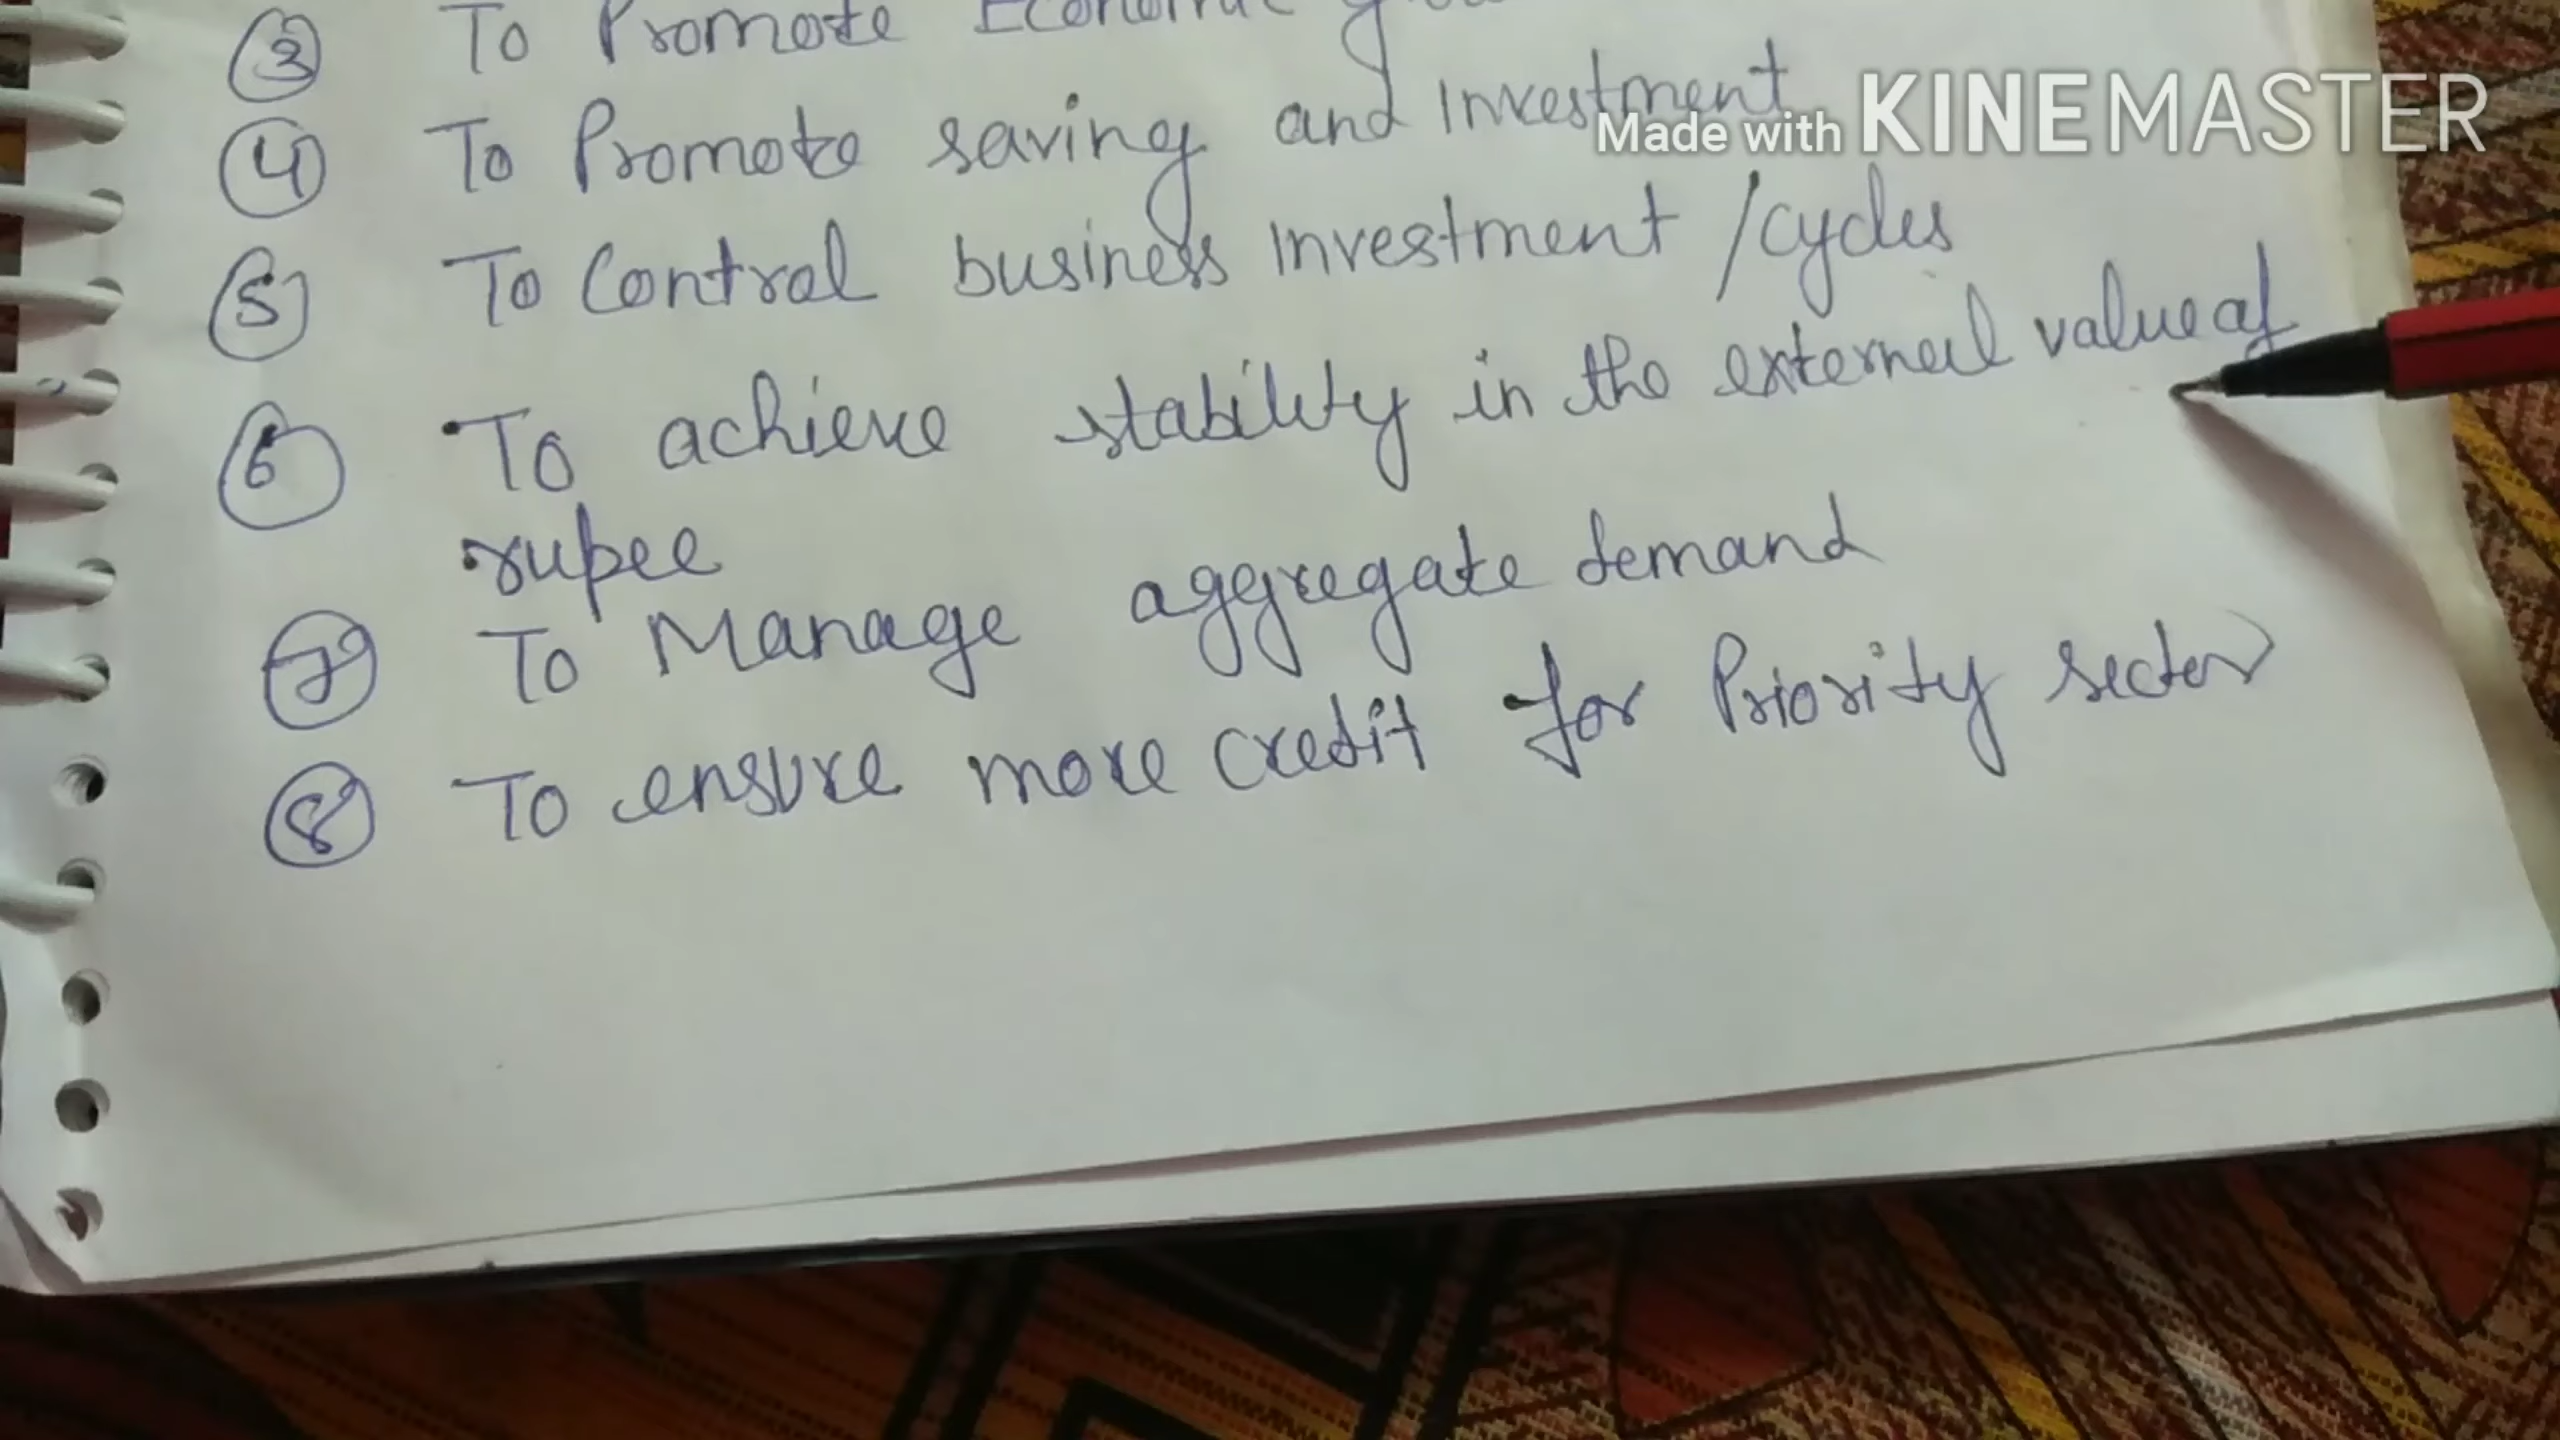 ③ To Promote Economic
④ To Promote saving and Investment
Made with KINEMASTER
⑤ To Control business Investment /cycles
⑥ To achieve stability in the external value of
rupee
⑦ To Manage aggregate demand
⑧ To ensure more credit for Priority sector